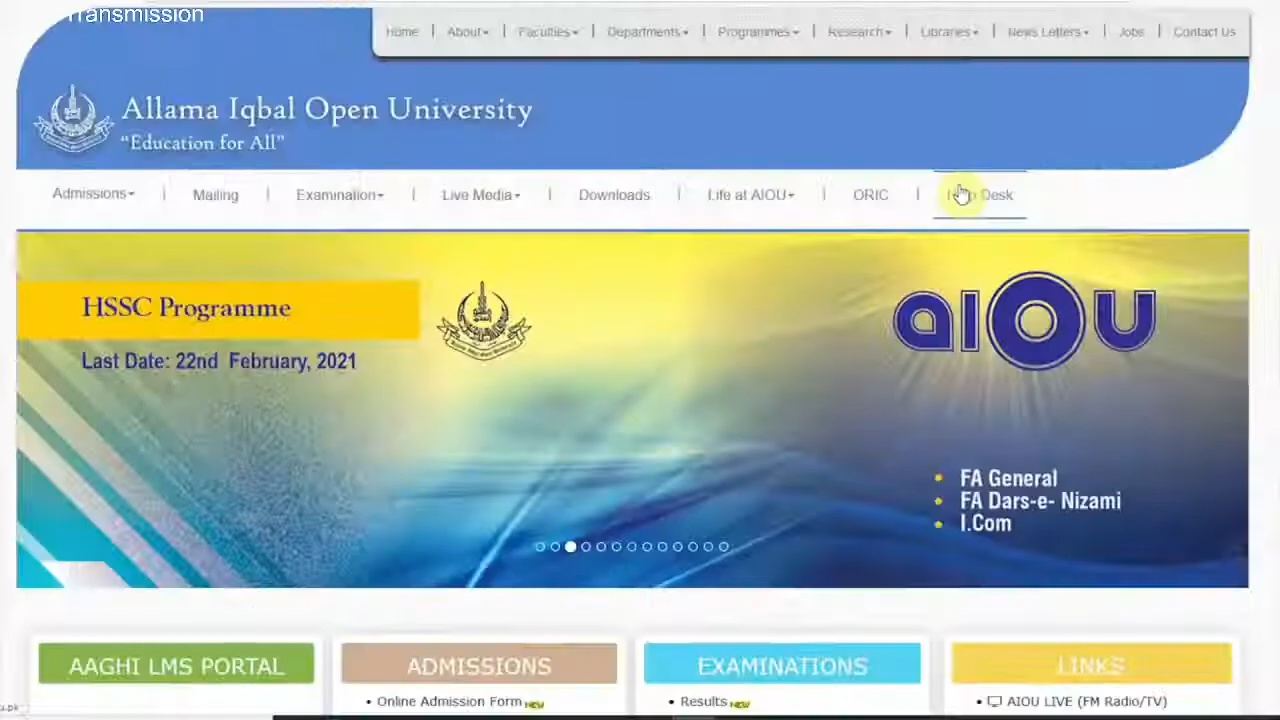 Transmission
Home About Faculties Departments Programmes Research Libraries News Letters Jobs Contact Us
Allama Iqbal Open University
“Education for All”
Admissions Mailing Examination Live Media Downloads Life at AIOU ORIC Desk
HSSC Programme
Last Date: 22nd February, 2021
AIOU
FA General
FA Dars-e- Nizami
I.Com
AAGHI LMS PORTAL
ADMISSIONS
EXAMINATIONS
LINKS
• Online Admission Form NEW
• Results NEW
• AIOU LIVE (FM Radio/TV)